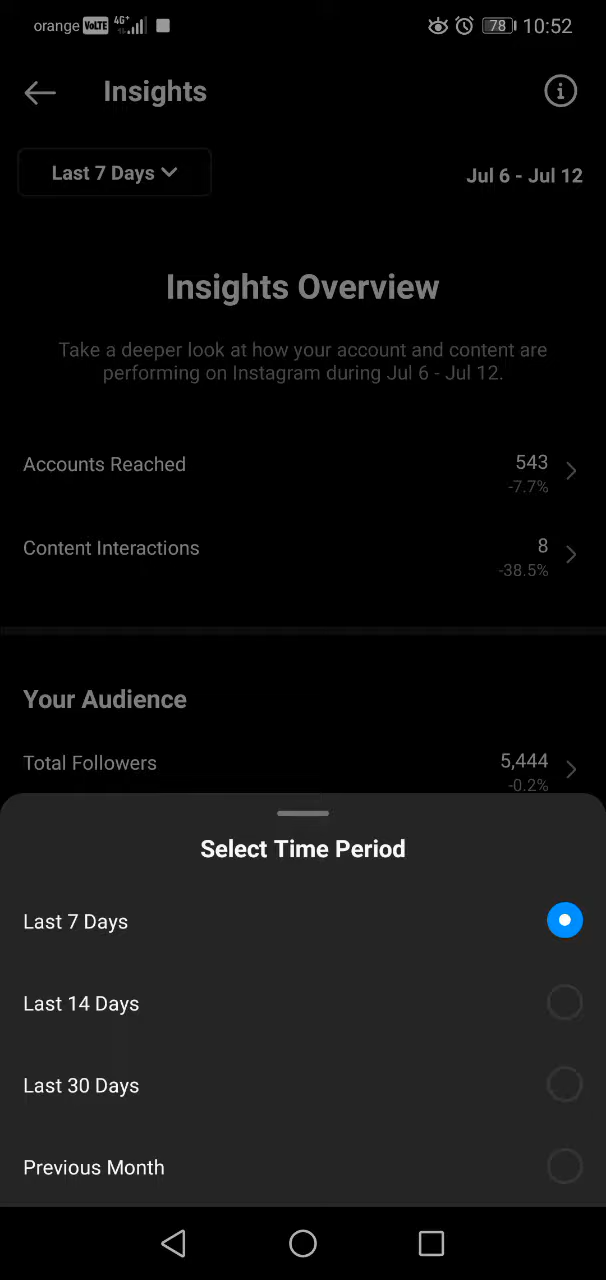 orange VoLTE 4G+ 78 10:52
Insights
Last 7 Days Jul 6 - Jul 12
Insights Overview
Take a deeper look at how your account and content are
performing on Instagram during Jul 6 - Jul 12.
Accounts Reached 543
-7.7%
Content Interactions 8
-38.5%
Your Audience
Total Followers 5,444
-0.2%
Select Time Period
Last 7 Days
Last 14 Days
Last 30 Days
Previous Month